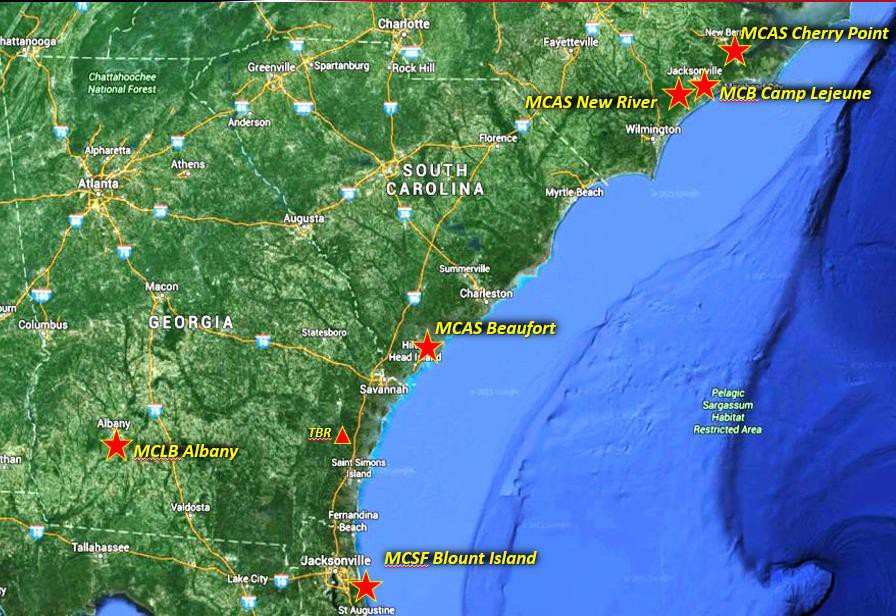 Charlotte
hattanooga
Fayetteville
New Bern
MCAS Cherry Point
Chattahoochee
National Forest
Greenville
Spartanburg
Rock Hill
Jacksonville
MCAS New River
MCB Camp Lejeune
Anderson
Wilmington
Florence
Alpharetta
Athens
Atlanta
SOUTH
CAROLINA
Myrtle Beach
Augusta
Summerville
Macon
Charleston
Columbus
GEORGIA
Statesboro
MCAS Beaufort
Head Island
Savannah
Pelagic
Sargassum
Habitat
Restricted Area
Albany
TBR
MCLB Albany
than
Saint Simons
Island
Valdosta
Fernandina
Beach
Tallahassee
Jacksonville
MCSF Blount Island
Lake City
St Augustine